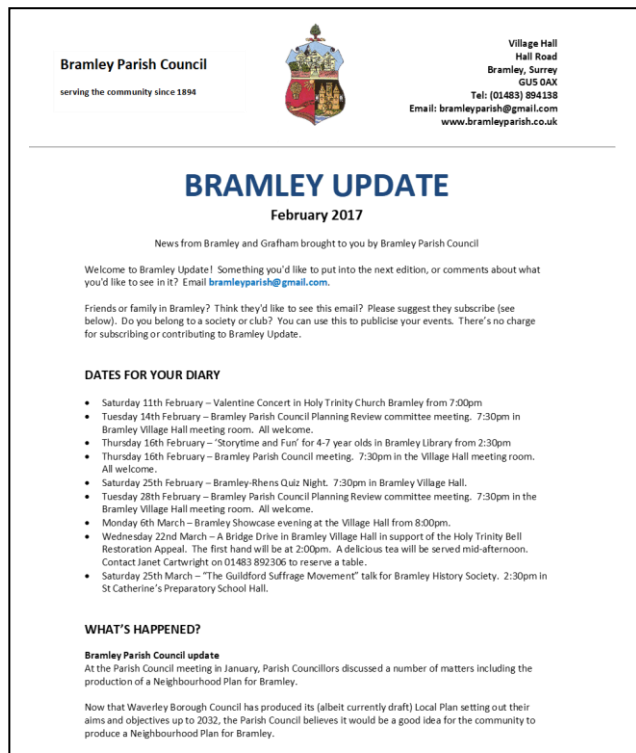 Bramley Parish Council
serving the community since 1894
Village Hall
Hall Road
Bramley, Surrey
GU5 0AX
Tel: (01483) 894138
Email: bramleyparish@gmail.com
www.bramleyparish.co.uk
BRAMLEY UPDATE
February 2017
News from Bramley and Grafham brought to you by Bramley Parish Council
Welcome to Bramley Update!  Something you'd like to put into the next edition, or comments about what
you'd like to see in it?  Email bramleyparish@gmail.com.
Friends or family in Bramley?  Think they'd like to see this email?  Please suggest they subscribe (see
below).  Do you belong to a society or club?  You can use this to publicise your events.  There's no charge
for subscribing or contributing to Bramley Update.
DATES FOR YOUR DIARY
• Saturday 11th February – Valentine Concert in Holy Trinity Church Bramley from 7:00pm
• Tuesday 14th February – Bramley Parish Council Planning Review committee meeting.  7:30pm in
Bramley Village Hall meeting room.  All welcome.
• Thursday 16th February – 'Storytime and Fun' for 4-7 year olds in Bramley Library from 2:30pm
• Thursday 16th February – Bramley Parish Council meeting.  7:30pm in the Village Hall meeting room.
All welcome.
• Saturday 25th February – Bramley-Rhens Quiz Night.  7:30pm in Bramley Village Hall.
• Tuesday 28th February – Bramley Parish Council Planning Review committee meeting.  7:30pm in the
Bramley Village Hall meeting room.  All welcome.
• Monday 6th March – Bramley Showcase evening at the Village Hall from 8:00pm.
• Wednesday 22nd March – A Bridge Drive in Bramley Village Hall in support of the Holy Trinity Bell
Restoration Appeal.  The first hand will be at 2:00pm.  A delicious tea will be served mid-afternoon.
Contact Janet Cartwright on 01483 892306 to reserve a table.
• Saturday 25th March – "The Guildford Suffrage Movement" talk for Bramley History Society.  2:30pm in
St Catherine's Preparatory School Hall.
WHAT'S HAPPENED?
Bramley Parish Council update
At the Parish Council meeting in January, Parish Councillors discussed a number of matters including the
production of a Neighbourhood Plan for Bramley.
Now that Waverley Borough Council has produced its (albeit currently draft) Local Plan setting out their
aims and objectives up to 2032, the Parish Council believes it would be a good idea for the community to
produce a Neighbourhood Plan for Bramley.